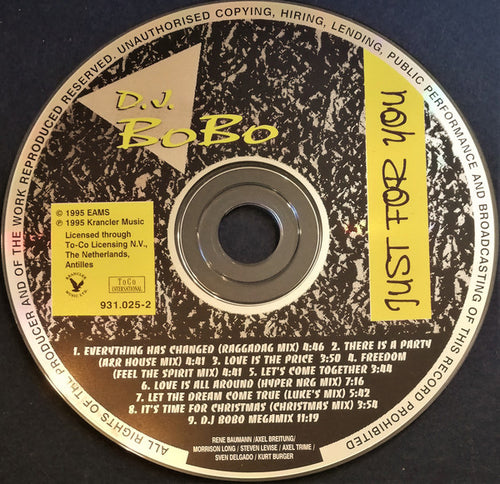 ALL RIGHTS OF THE PRODUCER AND OF THE WORK REPRODUCED RESERVED. UNAUTHORISED COPYING, HIRING, LENDING, PUBLIC PERFORMANCE AND BROADCASTING OF THIS RECORD PROHIBITED
D.J.
BoBo
JUST FOR YOU
© 1995 EAMS
℗ 1995 Krancler Music
Licensed through
To-Co Licensing N.V.,
The Netherlands,
Antilles
KRANCLER
MUSIC LTD.
ToCo
INTERNATIONAL
931.025-2
1. EVERYTHING HAS CHANGED (RAGGADAG MIX) 4:46 2. THERE IS A PARTY
(A&R HOUSE MIX) 4:41 3. LOVE IS THE PRICE 3:50 4. FREEDOM
(FEEL THE SPIRIT MIX) 4:41 5. LET'S COME TOGETHER 3:44
6. LOVE IS ALL AROUND (HYPER NRG MIX) 7:16
7. LET THE DREAM COME TRUE (LUKE'S MIX) 5:42
8. IT'S TIME FOR CHRISTMAS (CHRISTMAS MIX) 3:54
9. D.J BOBO MEGAMIX 11:19
RENE BAUMANN /AXEL BREITUNG/
MORRISON LONG / STEVEN LEVISE / AXEL TRIME /
SVEN DELGADO / KURT BURGER